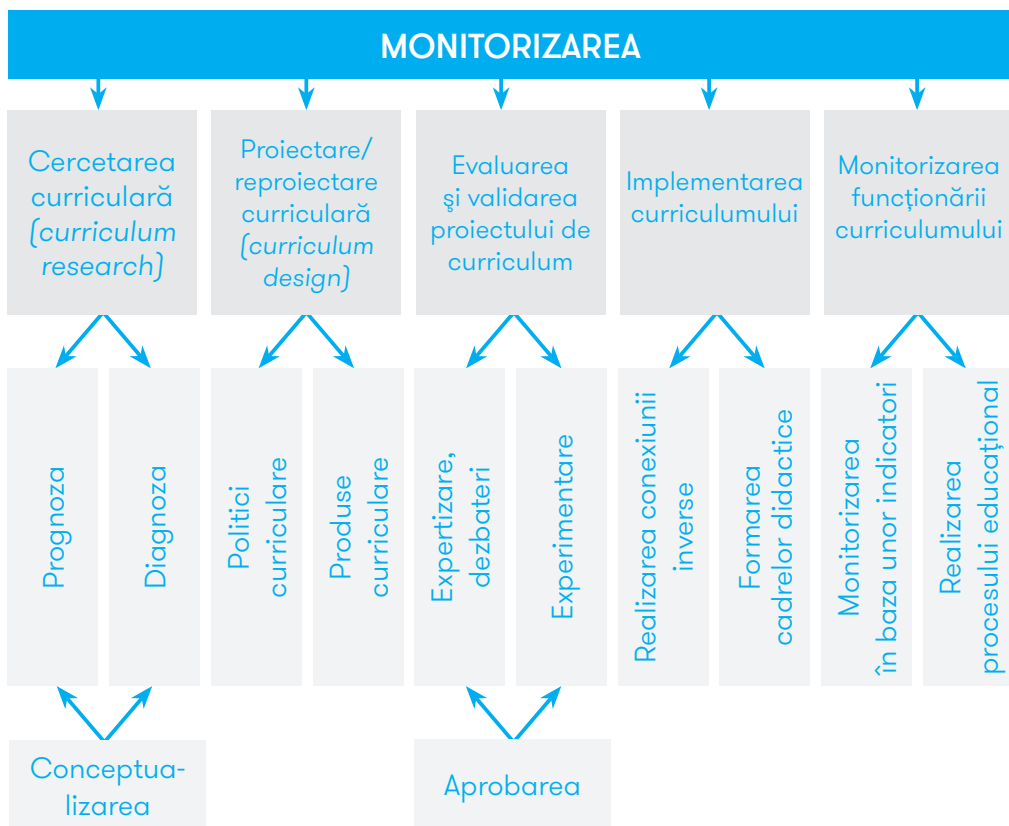 MONITORIZAREA
Cercetarea
curriculară
(curriculum
research)
Proiectare/
reproiectare
curriculară
(curriculum
design)
Evaluarea
şi validarea
proiectului de
curriculum
Implementarea
curriculumului
Monitorizarea
funcționării
curriculumului
Prognoza
Diagnoza
Politici
curriculare
Produse
curriculare
Expertizare,
dezbateri
Experimentare
Realizarea conexiunii
inverse
Formarea
cadrelor didactice
Monitorizarea
în baza unor indicatori
Realizarea
procesului educațional
Conceptua-
lizarea
Aprobarea